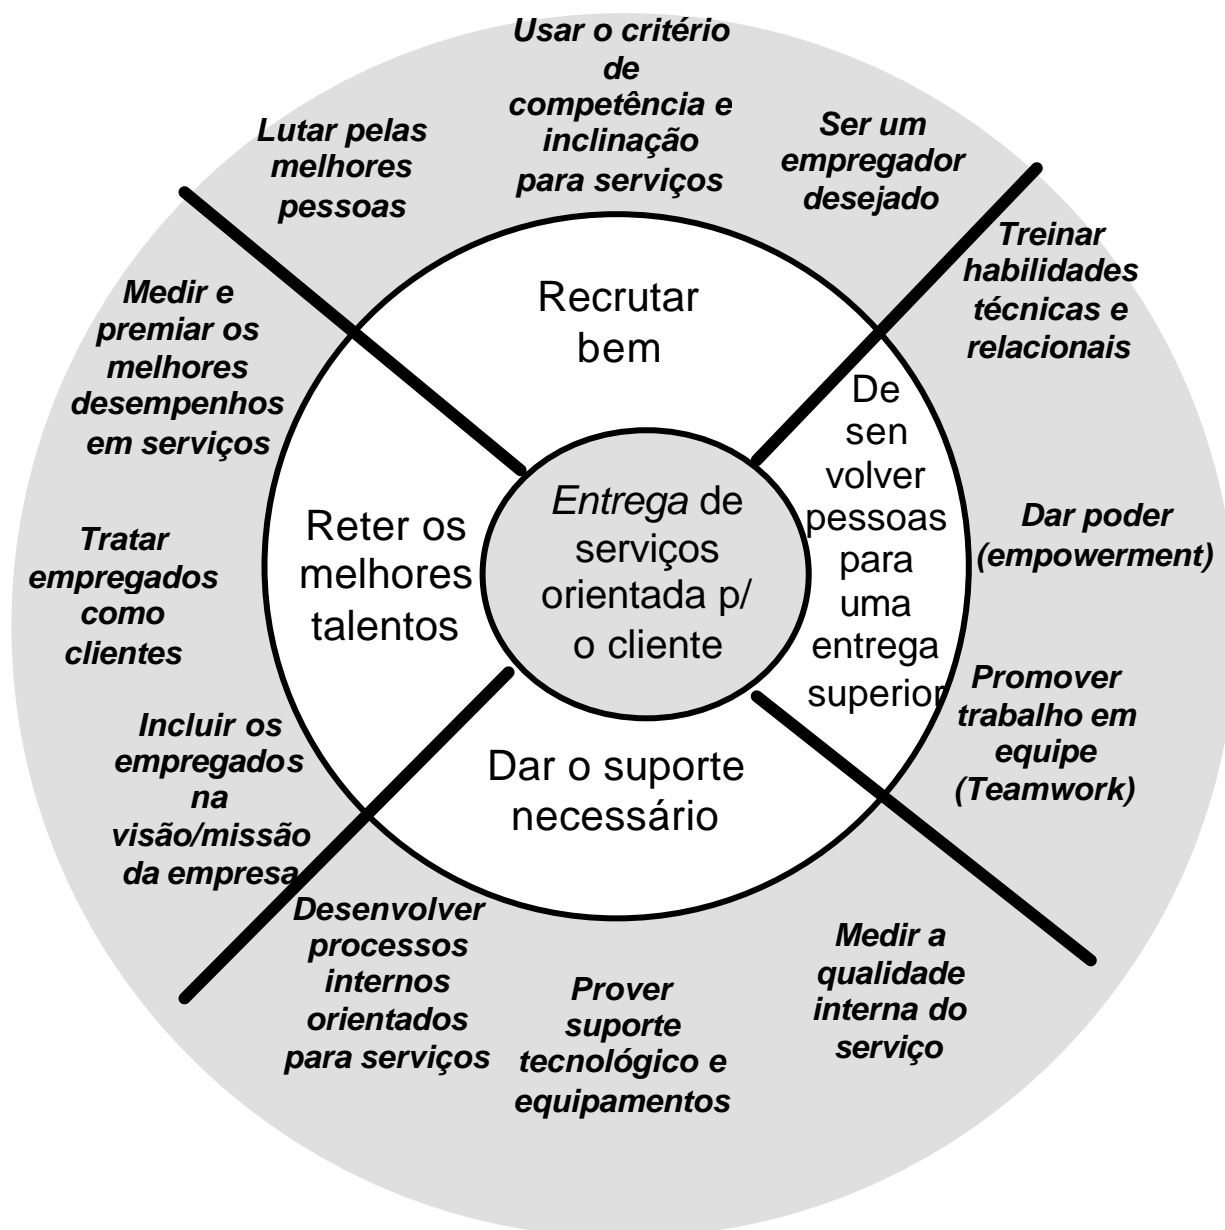 Usar o critério
de
competência e
inclinação
para serviços
Lutar pelas
melhores
pessoas
Ser um
empregador
desejado
Treinar
habilidades
técnicas e
relacionais
Medir e
premiar os
melhores
desempenhos
em serviços
Recrutar
bem
De
sen
volver
pessoas
para
uma
entrega
superior
Entrega de
serviços
orientada p/
o cliente
Reter os
melhores
talentos
Dar poder
(empowerment)
Tratar
empregados
como
clientes
Promover
trabalho em
equipe
(Teamwork)
Incluir os
empregados
na
visão/missão
da empresa
Dar o suporte
necessário
Desenvolver
processos
internos
orientados
para serviços
Prover
suporte
tecnológico e
equipamentos
Medir a
qualidade
interna do
serviço